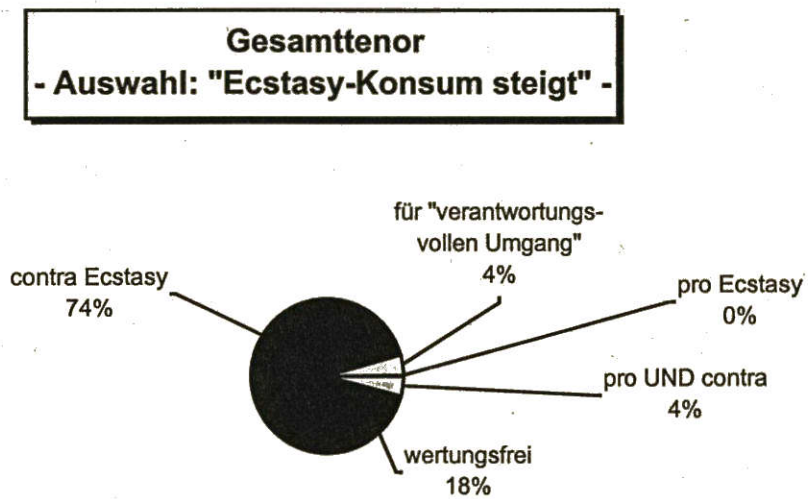 Gesamttenor
- Auswahl: "Ecstasy-Konsum steigt" -
für "verantwortungs-
vollen Umgang"
4%
contra Ecstasy
74%
pro Ecstasy
0%
pro UND contra
4%
wertungsfrei
18%